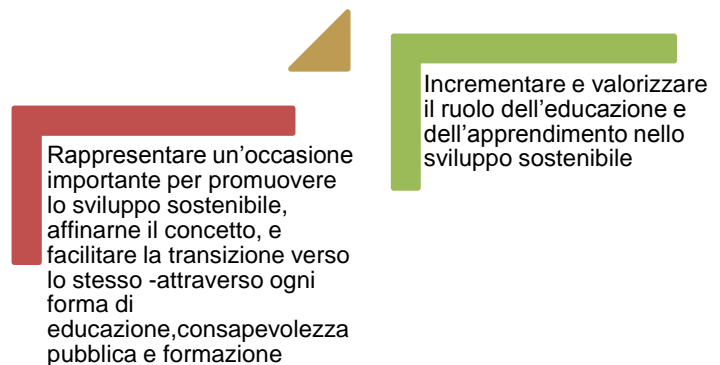 Rappresentare un'occasione
importante per promuovere
lo sviluppo sostenibile,
affinarne il concetto, e
facilitare la transizione verso
lo stesso -attraverso ogni
forma di
educazione,consapevolezza
pubblica e formazione
Incrementare e valorizzare
il ruolo dell'educazione e
dell'apprendimento nello
sviluppo sostenibile